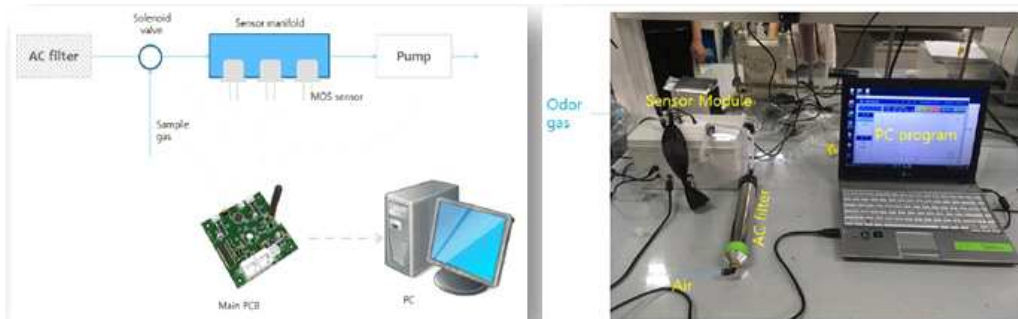 Solenoid
valve
Sensor manifold
AC filter
Pump
MOS sensor
Sample
gas
Main PCB
PC
Odor
gas
Sensor Module
PC program
AC filter
Air